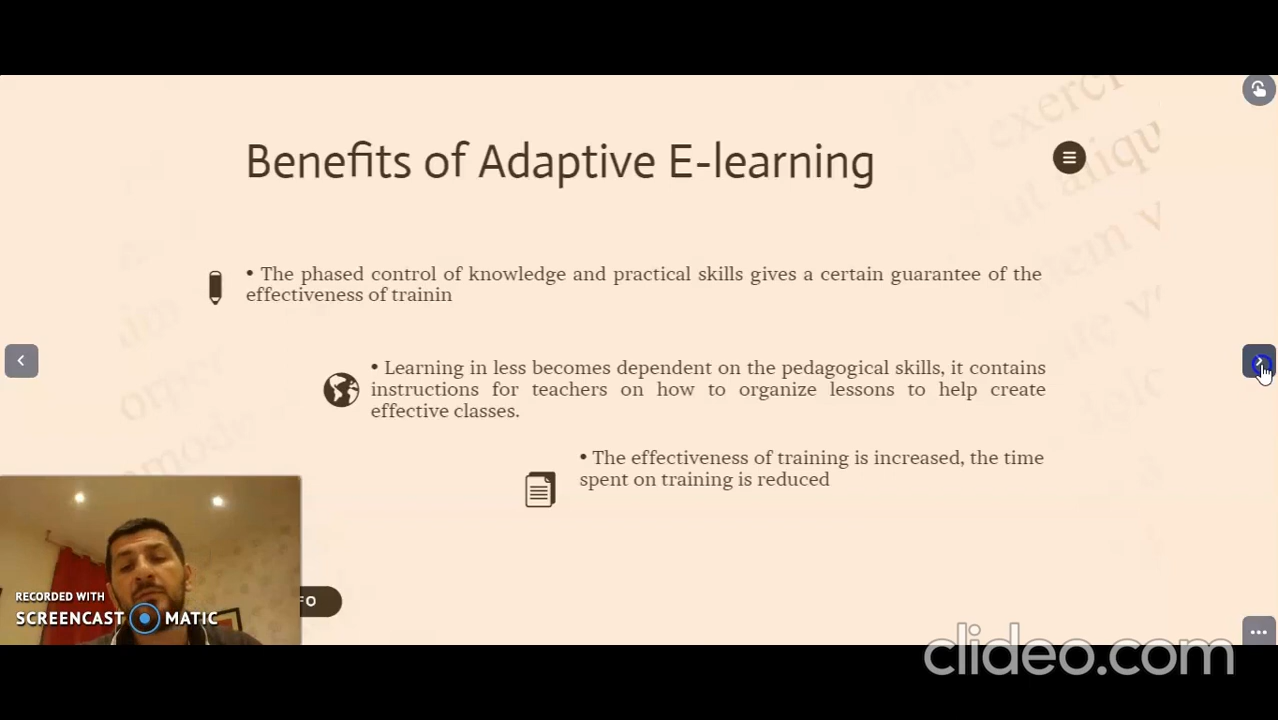 Benefits of Adaptive E-learning
• The phased control of knowledge and practical skills gives a certain guarantee of the
effectiveness of trainin
• Learning in less becomes dependent on the pedagogical skills, it contains
instructions for teachers on how to organize lessons to help create
effective classes.
• The effectiveness of training is increased, the time
spent on training is reduced
RECORDED WITH
SCREENCAST MATIC
FO
clideo.com